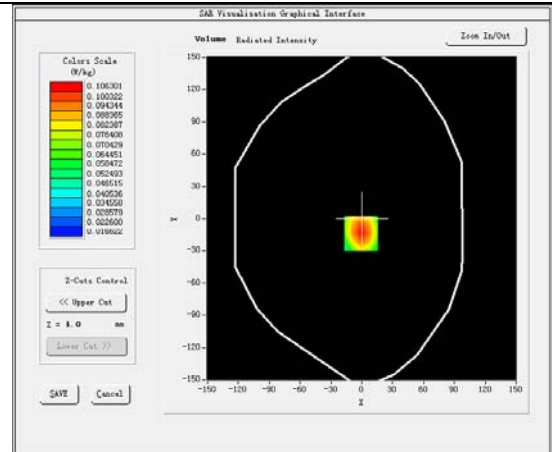 SAR Visualisation Graphical Interface
Volume Radiated Intensity
Zoom In/Out
Colors Scale
(W/kg)
0.106301
0.100322
0.094344
0.088365
0.082387
0.076408
0.070429
0.064451
0.058472
0.052493
0.046515
0.040536
0.034558
0.028579
0.022600
0.016622
150
120
90
60
30
0
-30
-60
-90
-120
-150
Y
-150 -120 -90 -60 -30 0 30 60 90 120 150
X
Z-Cuts Control
<< Upper Cut
Z = 4.0 mm
Lower Cut >>
SAVE Cancel